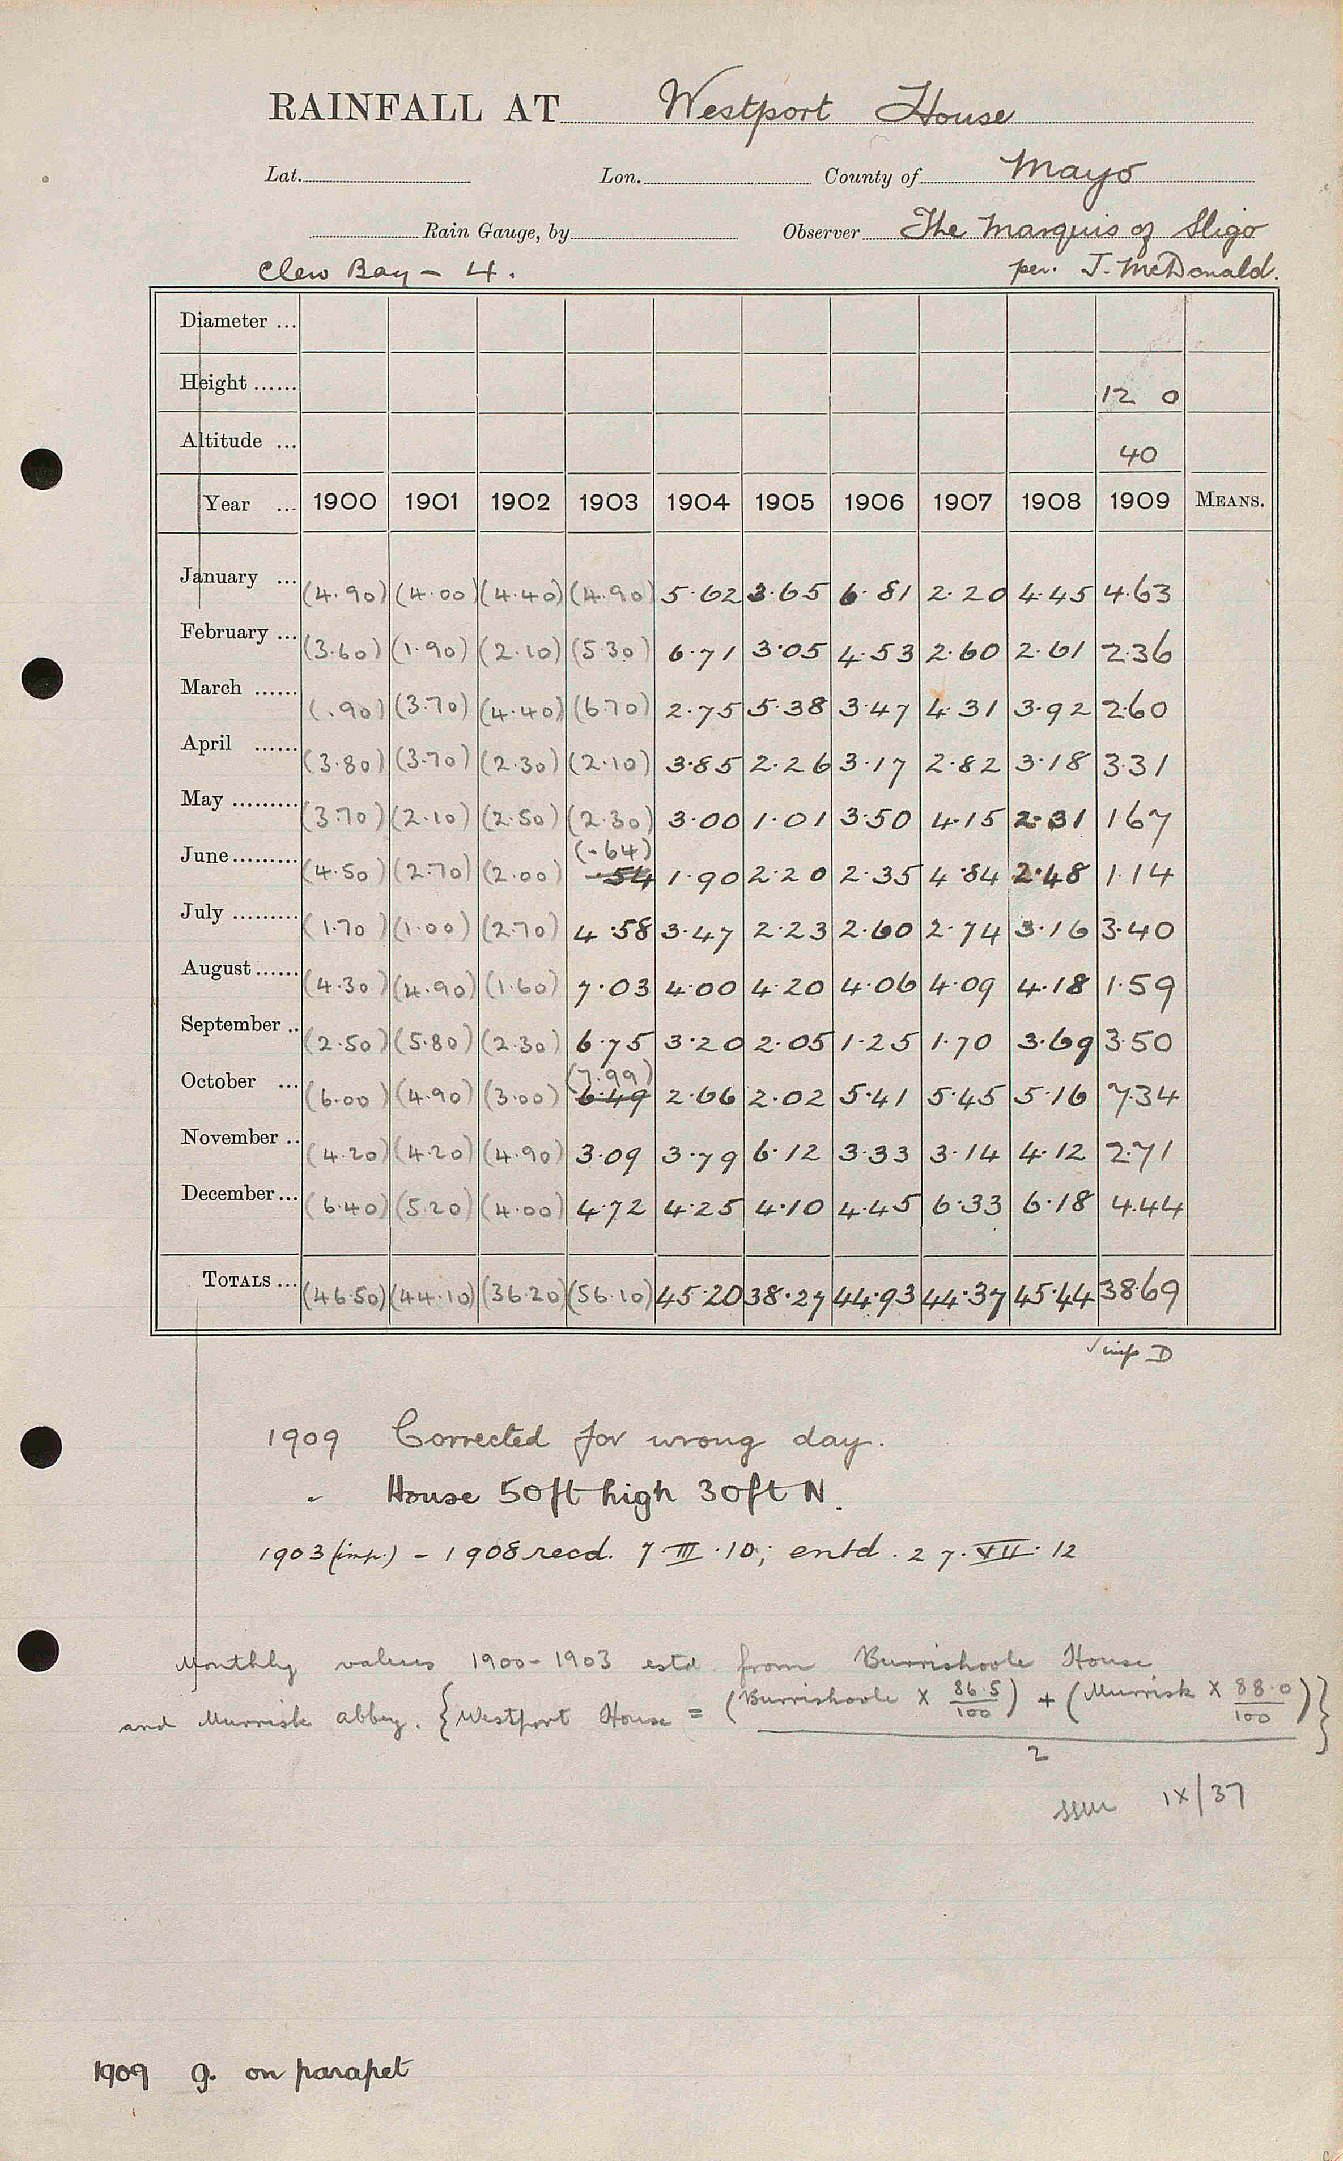 RAINFALL AT Westport House
Lat. Lon. County of Mayo
Rain Gauge, by Observer The Marquis of Sligo
Clew Bay – 4. per. J. McDonald.
Diameter ...
Height ...... 12 0
Altitude ... 40
Year ... 1900 1901 1902 1903 1904 1905 1906 1907 1908 1909 MEANS.
January ... (4.90) (4.00) (4.40) (4.90) 5.62 3.65 6.81 2.20 4.45 4.63
February ... (3.60) (1.90) (2.10) (5.30) 6.71 3.05 4.53 2.60 2.61 2.36
March ...... (.90) (3.70) (4.40) (6.70) 2.75 5.38 3.47 4.31 3.92 2.60
April ...... (3.80) (3.70) (2.30) (2.10) 3.85 2.26 3.17 2.82 3.18 3.31
May ......... (3.70) (2.10) (2.50) (2.30) 3.00 1.01 3.50 4.15 2.31 1 67
(.64)
June......... (4.50) (2.70) (2.00) .54 1.90 2.20 2.35 4.84 2.48 1 14
July ......... (1.70) (1.00) (2.70) 4.58 3.47 2.23 2.60 2.74 3.16 3.40
August...... (4.30) (4.90) (1.60) 7.03 4.00 4.20 4.06 4.09 4.18 1.59
September .. (2.50) (5.80) (2.30) 6.75 3.20 2.05 1.25 1.70 3.69 3.50
(7.99)
October ... (6.00) (4.90) (3.00) 6.49 2.66 2.02 5.41 5.45 5.16 7.34
November .. (4.20) (4.20) (4.90) 3.09 3.79 6.12 3.33 3.14 4.12 2.71
December... (6.40) (5.20) (4.00) 4.72 4.25 4.10 4.45 6.33 6.18 4.44
TOTALS ... (46.50) (44.10) (36.20) (56.10) 45.20 38.27 44.93 44.37 45.44 38.69
D
1909 Corrected for wrong day.
" House 50ft high 30ft N.
1903 (imp.) – 1908 recd. 7.III.10; entd. 27.VII.12
Monthly values 1900–1903 estd. from Burrishoole House
and Murrisk abbey. {Westport House = (Burrishoole X 86.5/100) + (Murrisk X 88.0/100)}
2
IX/37
1909 g. on parapet